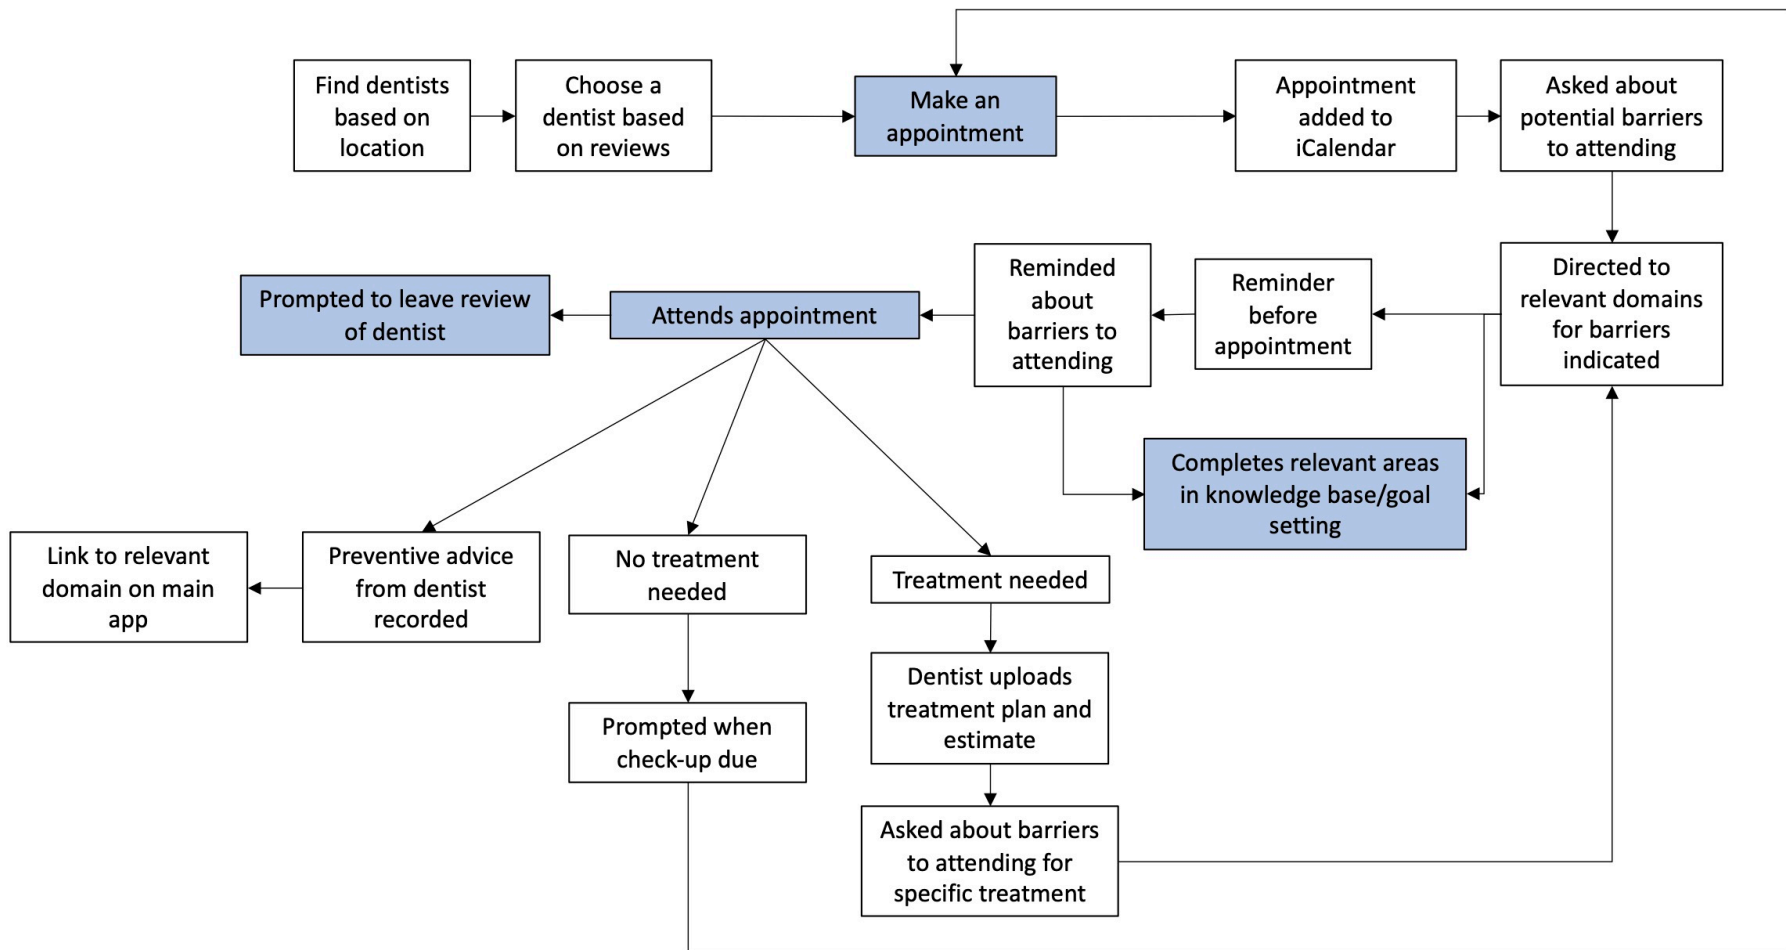 Find dentists
based on
location
Choose a
dentist based
on reviews
Make an
appointment
Appointment
added to
iCalendar
Asked about
potential barriers
to attending
Prompted to leave review
of dentist
Attends appointment
Reminded
about
barriers to
attending
Reminder
before
appointment
Directed to
relevant domains
for barriers
indicated
Completes relevant areas
in knowledge base/goal
setting
Link to relevant
domain on main
app
Preventive advice
from dentist
recorded
No treatment
needed
Treatment needed
Dentist uploads
treatment plan and
estimate
Prompted when
check-up due
Asked about barriers
to attending for
specific treatment